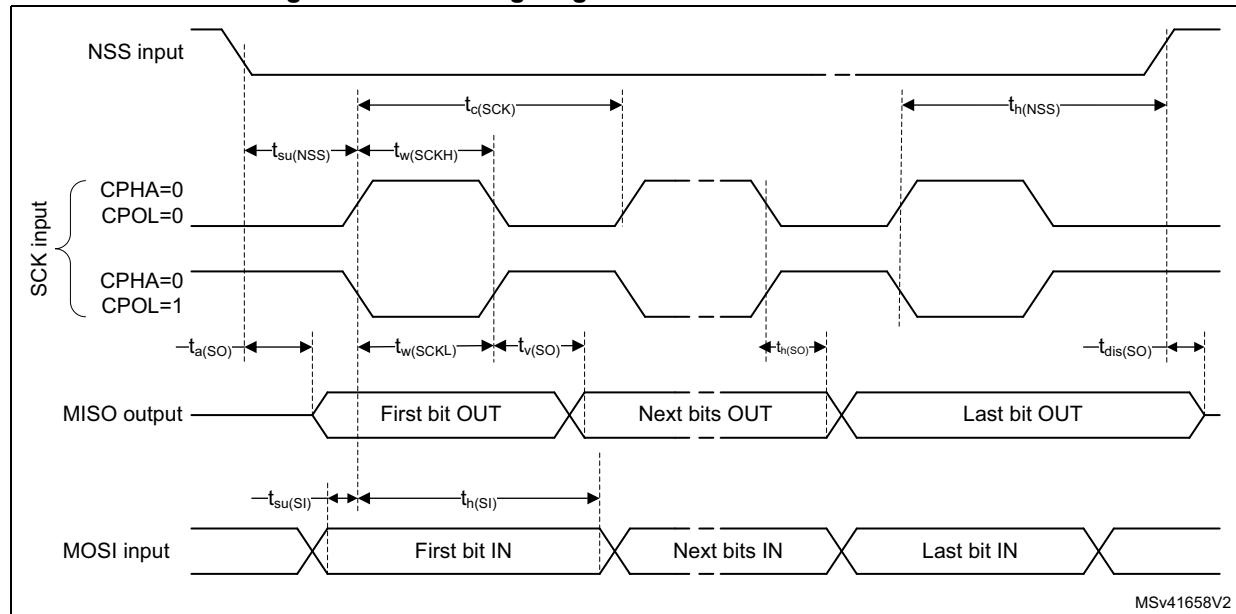 NSS input
tc(SCK)
th(NSS)
tsu(NSS)
tw(SCKH)
SCK input
CPHA=0
CPOL=0
CPHA=0
CPOL=1
ta(SO)
tw(SCKL)
tv(SO)
th(SO)
tdis(SO)
MISO output
First bit OUT
Next bits OUT
Last bit OUT
tsu(SI)
th(SI)
MOSI input
First bit IN
Next bits IN
Last bit IN
MSv41658V2